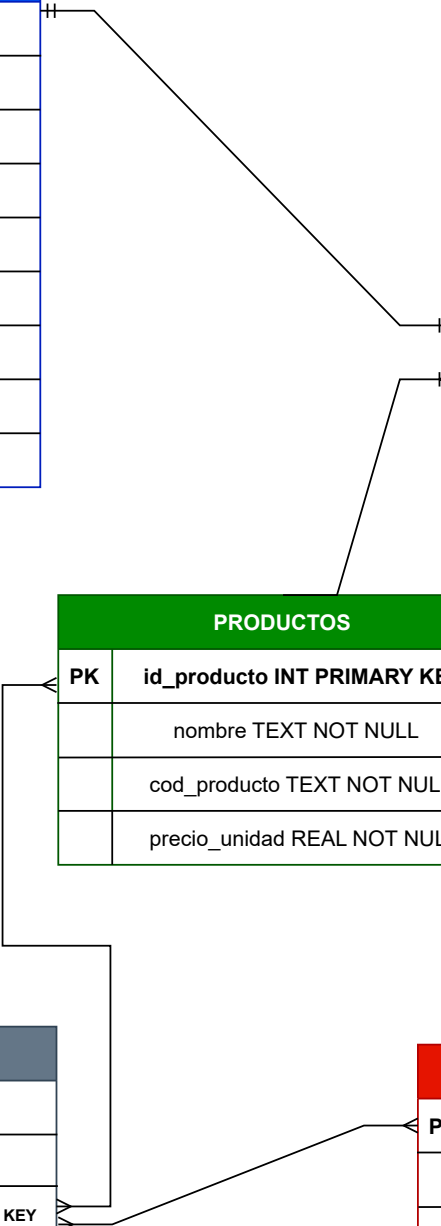 PRODUCTOS
PK id_producto INT PRIMARY KE
nombre TEXT NOT NULL
cod_producto TEXT NOT NUL
precio_unidad REAL NOT NUL
P
KEY